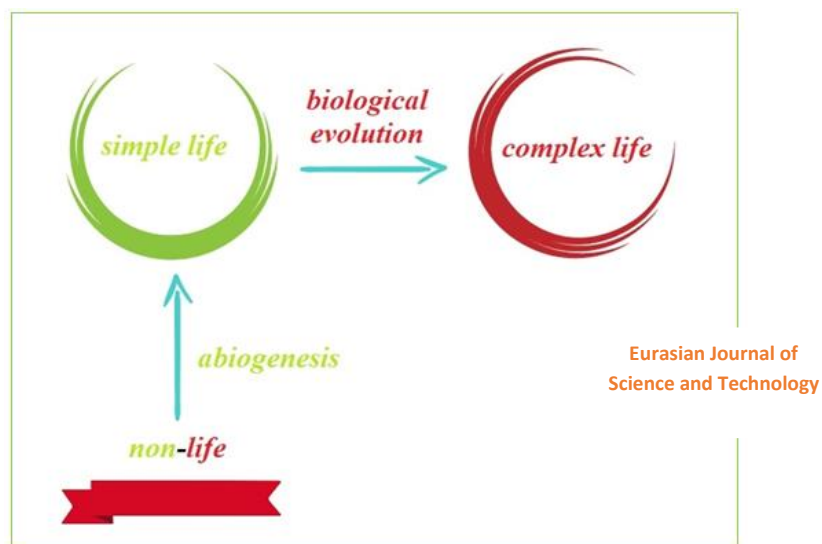 simple life
biological
evolution
complex life
abiogenesis
non-life
Eurasian Journal of
Science and Technology